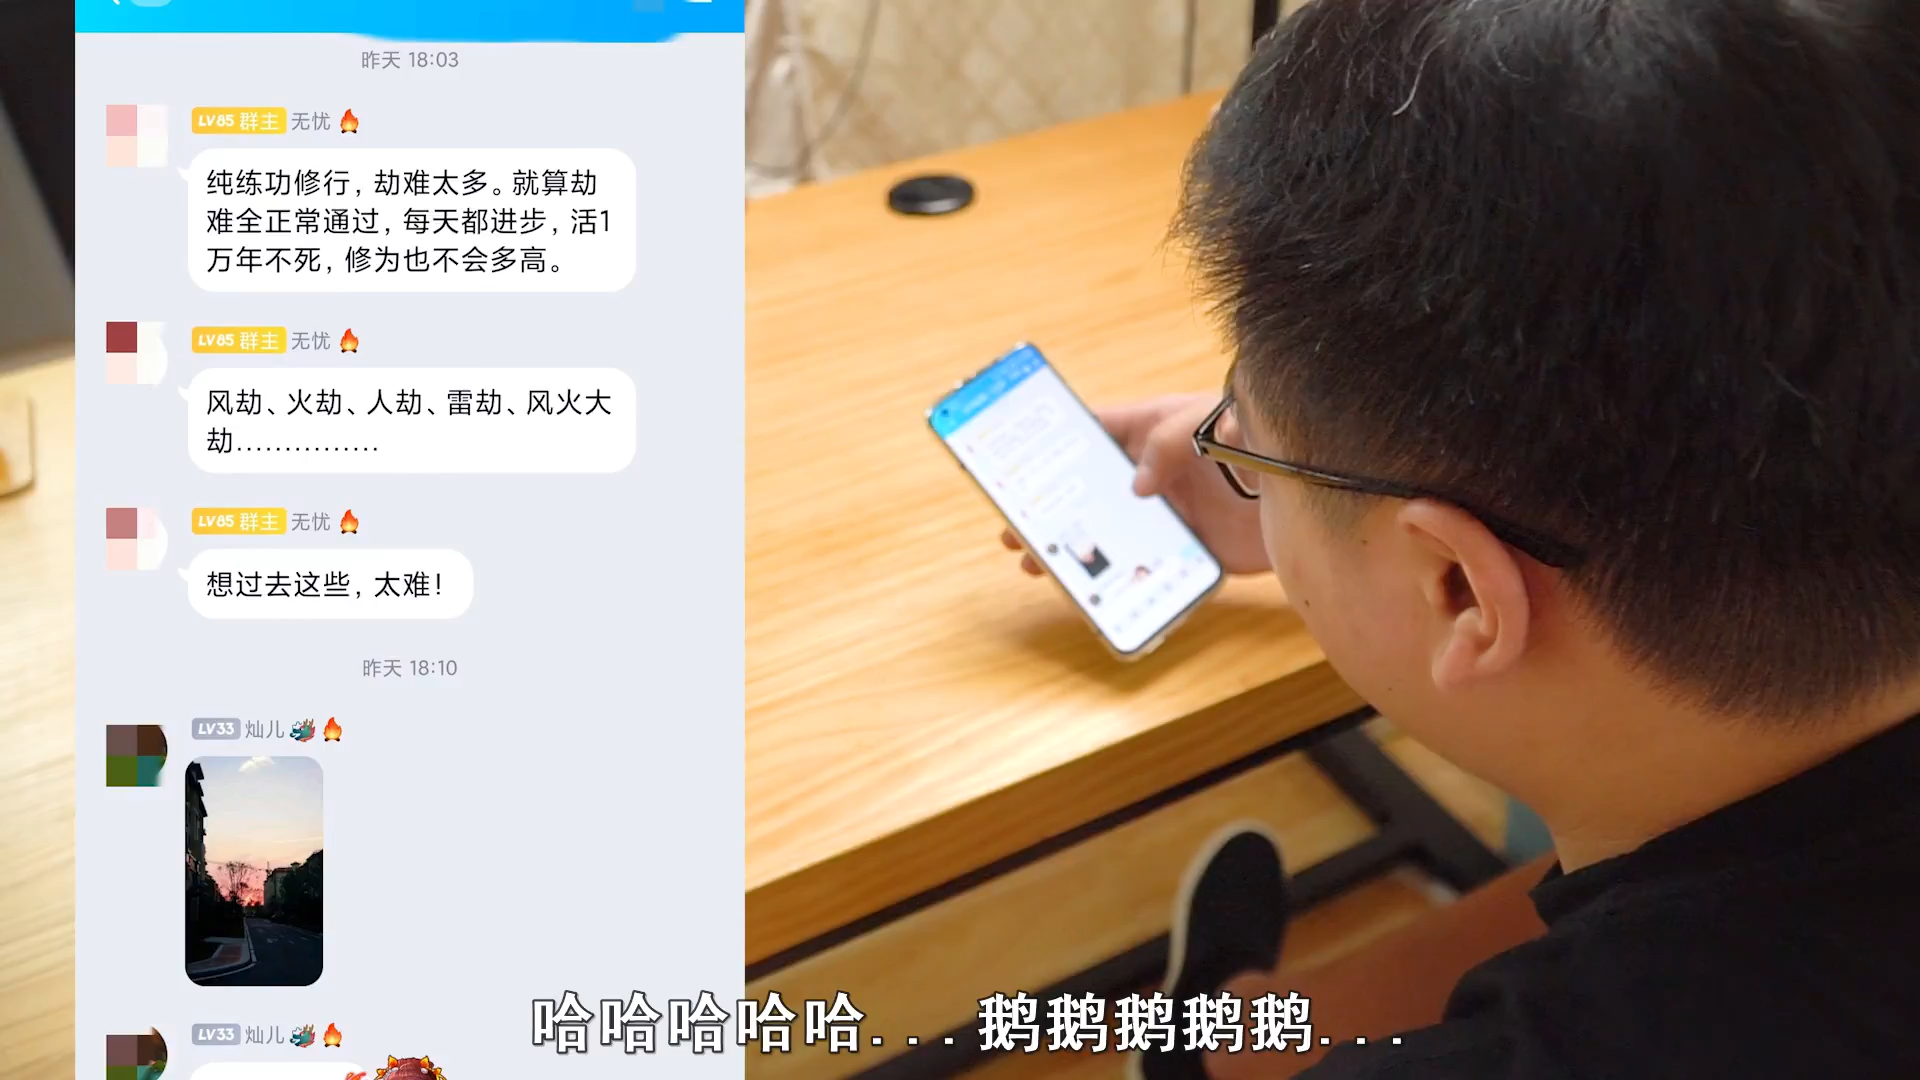 昨天 18:03
LV85 群主 无忧
纯练功修行，劫难太多。就算劫
难全正常通过，每天都进步，活1
万年不死，修为也不会多高。
LV85 群主 无忧
风劫、火劫、人劫、雷劫、风火大
劫...............
LV85 群主 无忧
想过去这些，太难！
昨天 18:10
LV33 灿儿
LV33 灿儿
哈哈哈哈哈...鹅鹅鹅鹅鹅...